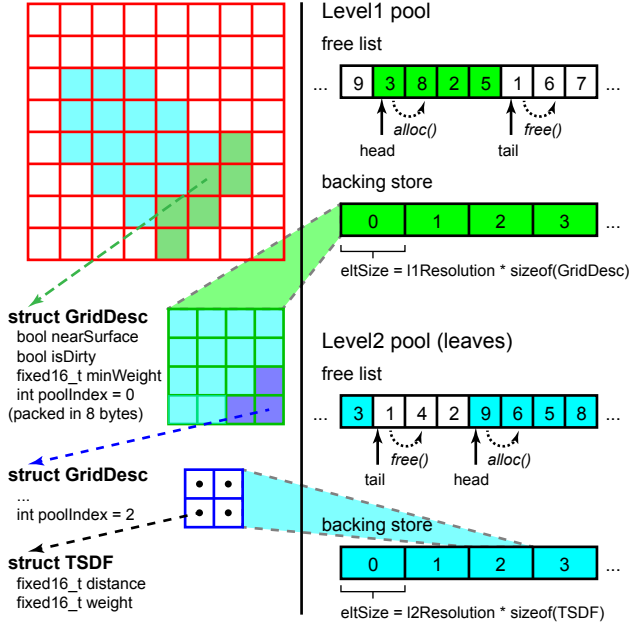 Level1 pool
free list
... 9 3 8 2 5 1 6 7 ...
alloc() free()
head tail
backing store
0 1 2 3 ...
eltSize = l1Resolution * sizeof(GridDesc)
struct GridDesc
bool nearSurface
bool isDirty
fixed16_t minWeight
int poolIndex = 0
(packed in 8 bytes)
Level2 pool (leaves)
free list
... 3 1 4 2 9 6 5 8 ...
free() alloc()
tail head
struct GridDesc
...
int poolIndex = 2
backing store
0 1 2 3 ...
eltSize = l2Resolution * sizeof(TSDF)
struct TSDF
fixed16_t distance
fixed16_t weight